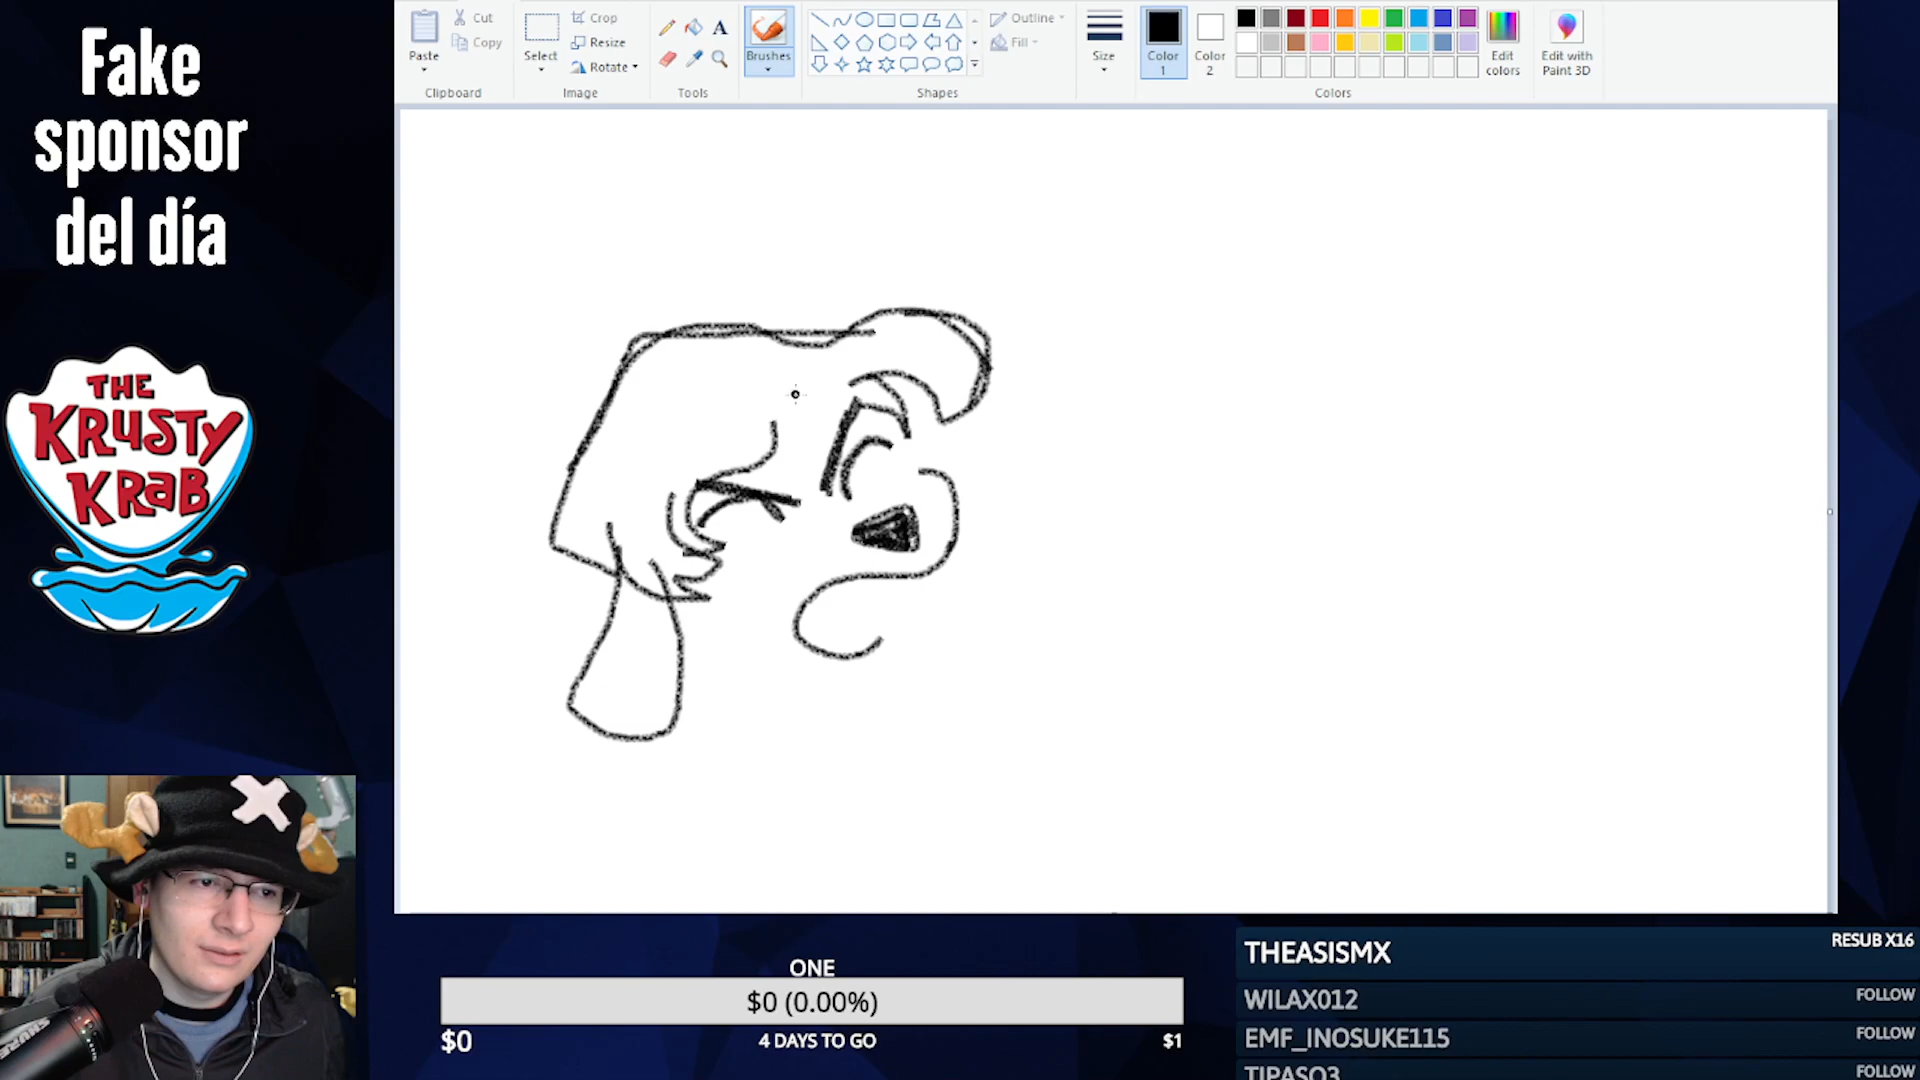 Fake
sponsor
del día
THE
KRUSTY
KRAB
Paste
Cut
Copy
Clipboard
Select
Crop
Resize
Rotate
Image
A
Tools
Brushes
Shapes
Outline
Fill
Size
Color
1
Color
2
Edit
colors
Edit with
Paint 3D
Colors
SHURE
ONE
$0 (0.00%)
$0
4 DAYS TO GO
$1
THEASISMX
RESUB X16
WILAX012
FOLLOW
EMF_INOSUKE115
FOLLOW
TIPASO3
FOLLOW